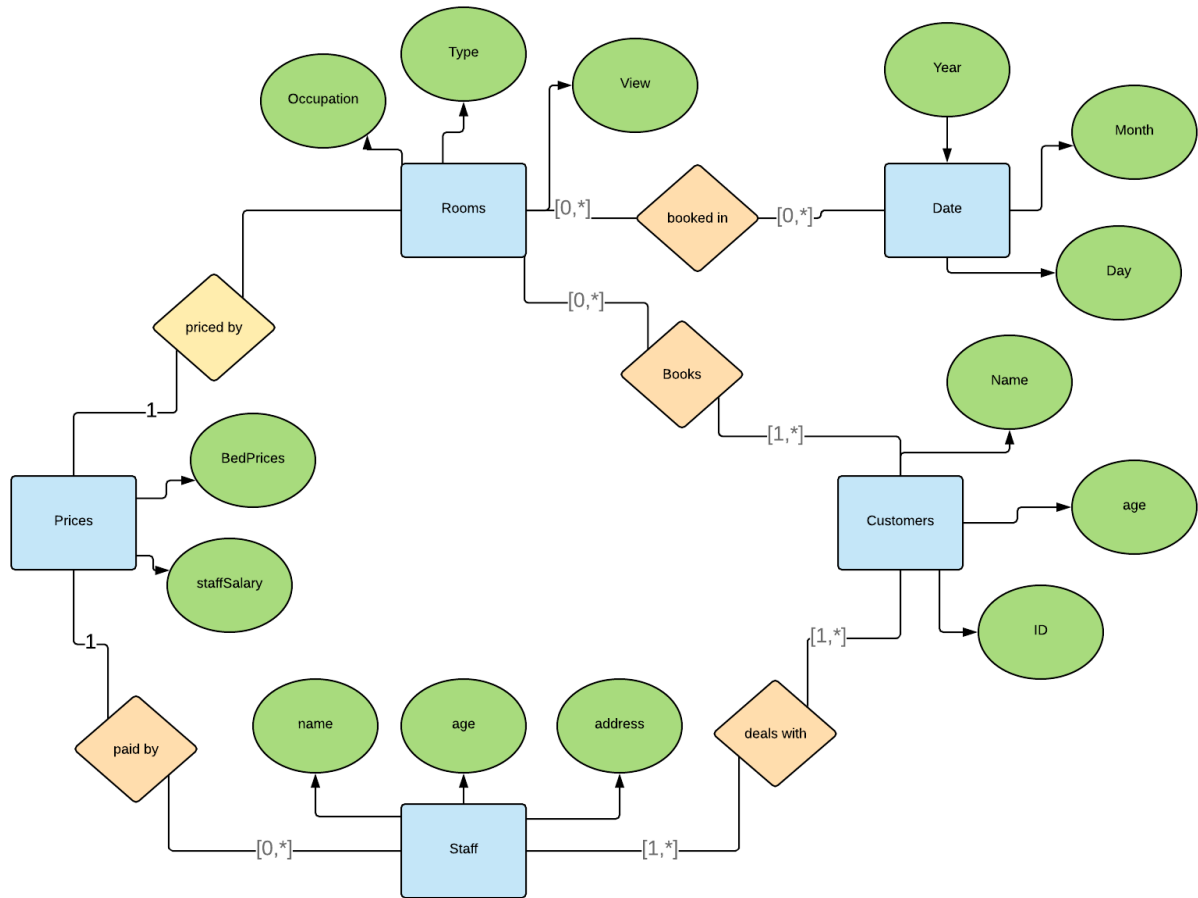 Type
Year
View
Occupation
Month
Rooms
Date
[0,*]
booked in
[0,*]
Day
[0,*]
priced by
Books
Name
1
[1,*]
BedPrices
age
Prices
Customers
staffSalary
ID
[1,*]
1
name
age
address
deals with
paid by
[0,*]
Staff
[1,*]